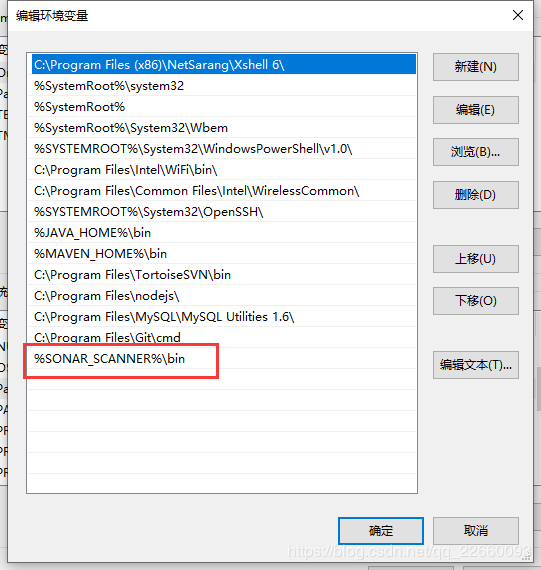 编辑环境变量
C:\Program Files (x86)\NetSarang\Xshell 6\
%SystemRoot%\system32
%SystemRoot%
%SystemRoot%\System32\Wbem
%SYSTEMROOT%\System32\WindowsPowerShell\v1.0\
C:\Program Files\Intel\WiFi\bin\
C:\Program Files\Common Files\Intel\WirelessCommon\
%SYSTEMROOT%\System32\OpenSSH\
%JAVA_HOME%\bin
%MAVEN_HOME%\bin
C:\Program Files\TortoiseSVN\bin
C:\Program Files\nodejs\
C:\Program Files\MySQL\MySQL Utilities 1.6\
C:\Program Files\Git\cmd
%SONAR_SCANNER%\bin
新建(N)
编辑(E)
浏览(B)...
删除(D)
上移(U)
下移(O)
编辑文本(T)...
确定
取消
https://blog.csdn.net/qq_22660093